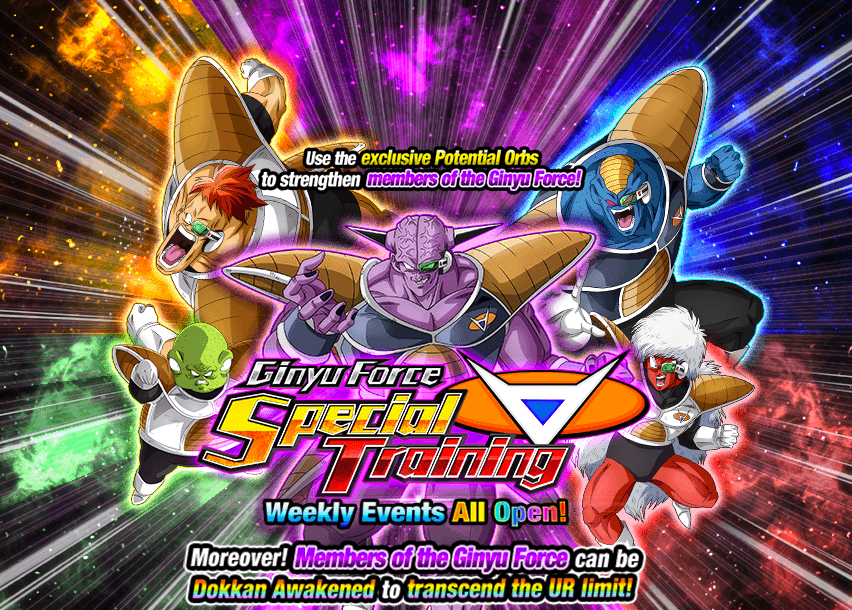 Use the exclusive Potential Orbs
to strengthen members of the Ginyu Force!
Ginyu Force
Special
Training
Weekly Events All Open!
Moreover! Members of the Ginyu Force can be
Dokkan Awakened to transcend the UR limit!